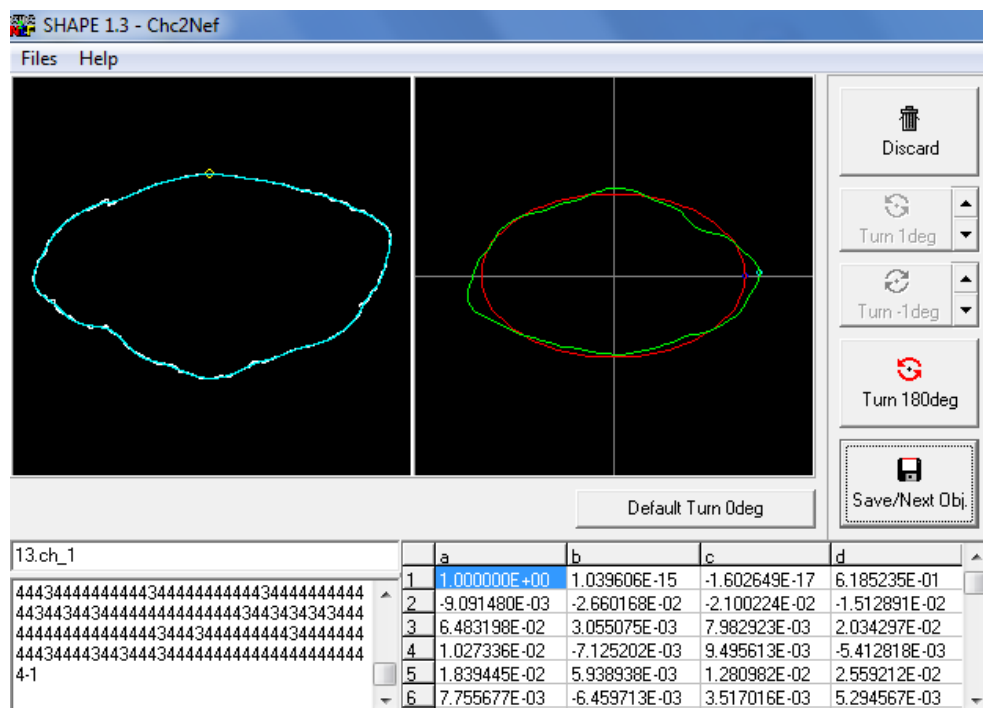 SHAPE 1.3 - Chc2Nef
Files Help
Discard
Turn 1deg
Turn -1deg
Turn 180deg
Save/Next Obj.
Default Turn 0deg
13.ch_1
4-1
a b c d
1 1.000000E+00 1.039606E-15 -1.602649E-17 6.185235E-01
2 -9.091480E-03 -2.660168E-02 -2.100224E-02 -1.512891E-02
3 6.483198E-02 3.055075E-03 7.982923E-03 2.034297E-02
4 1.027336E-02 -7.125202E-03 9.495613E-03 -5.412818E-03
5 1.839445E-02 5.938938E-03 1.280982E-02 2.559212E-02
6 7.755677E-03 -6.459713E-03 3.517016E-03 5.294567E-03